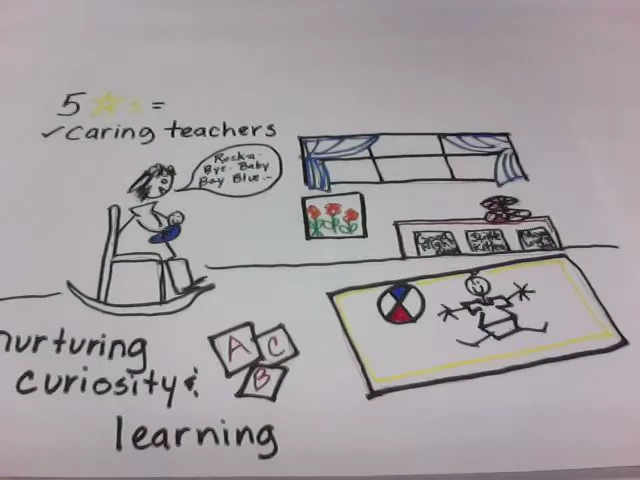 5 ☆'s =
✓caring teachers
Rock-a-
Bye-Baby
Boy Blue--
nurturing
A C
B
curiosity &
learning